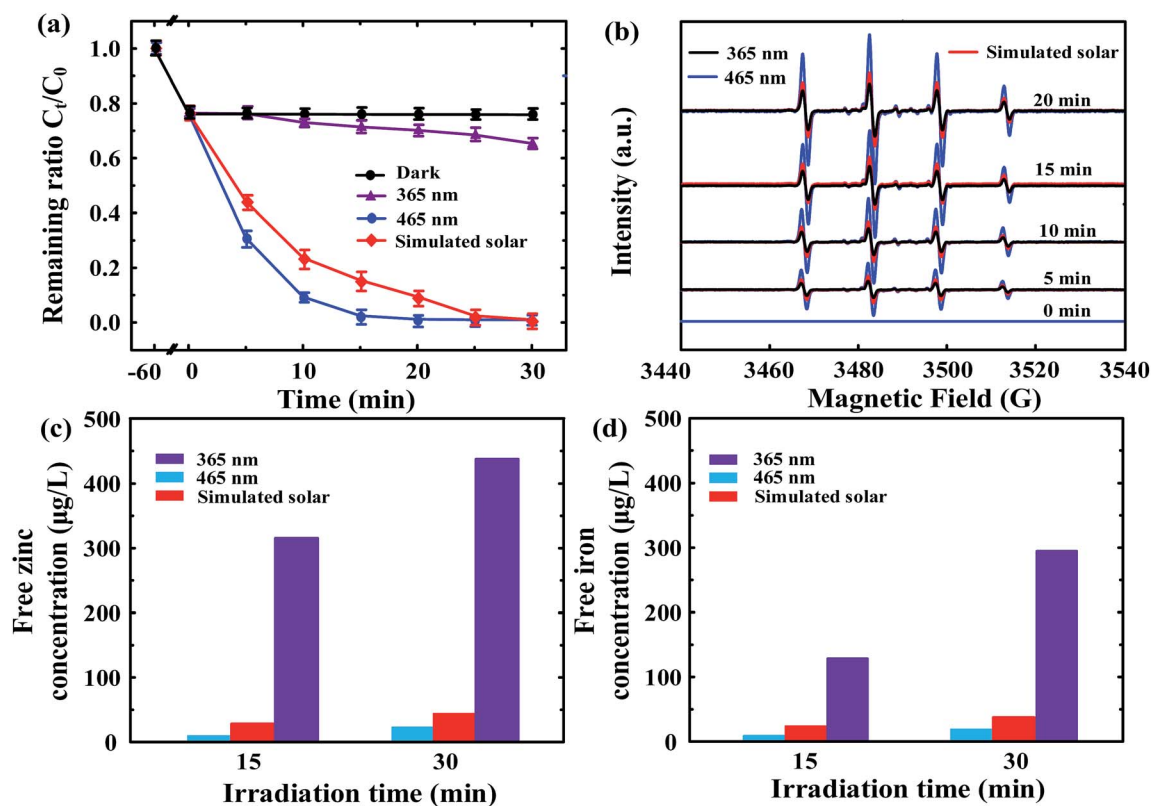 (a)
Remaining ratio Ct/C0
1.0
0.8
0.6
0.4
0.2
0.0
Dark
365 nm
465 nm
Simulated solar
-60 0 10 20 30
Time (min)
(b)
Intensity (a.u.)
365 nm
465 nm
Simulated solar
20 min
15 min
10 min
5 min
0 min
3440 3460 3480 3500 3520 3540
Magnetic Field (G)
(c)
Free zinc
concentration (µg/L)
500
400
300
200
100
0
365 nm
465 nm
Simulated solar
15 30
Irradiation time (min)
(d)
Free iron
concentration (µg/L)
500
400
300
200
100
0
365 nm
465 nm
Simulated solar
15 30
Irradiation time (min)